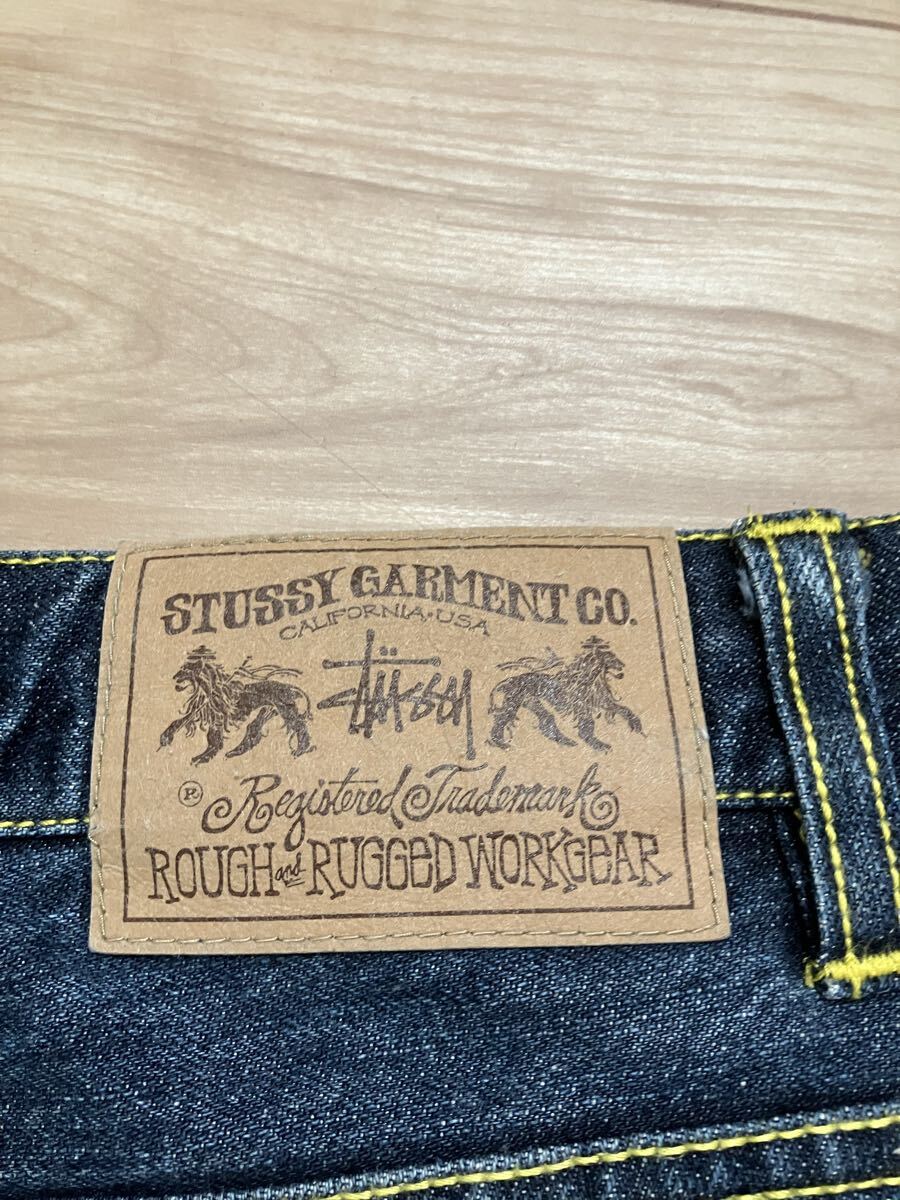 STUSSY GARMENT CO.
CALIFORNIA·USA
Stüssy
® Registered Trademark
ROUGH and RUGGED WORKGEAR